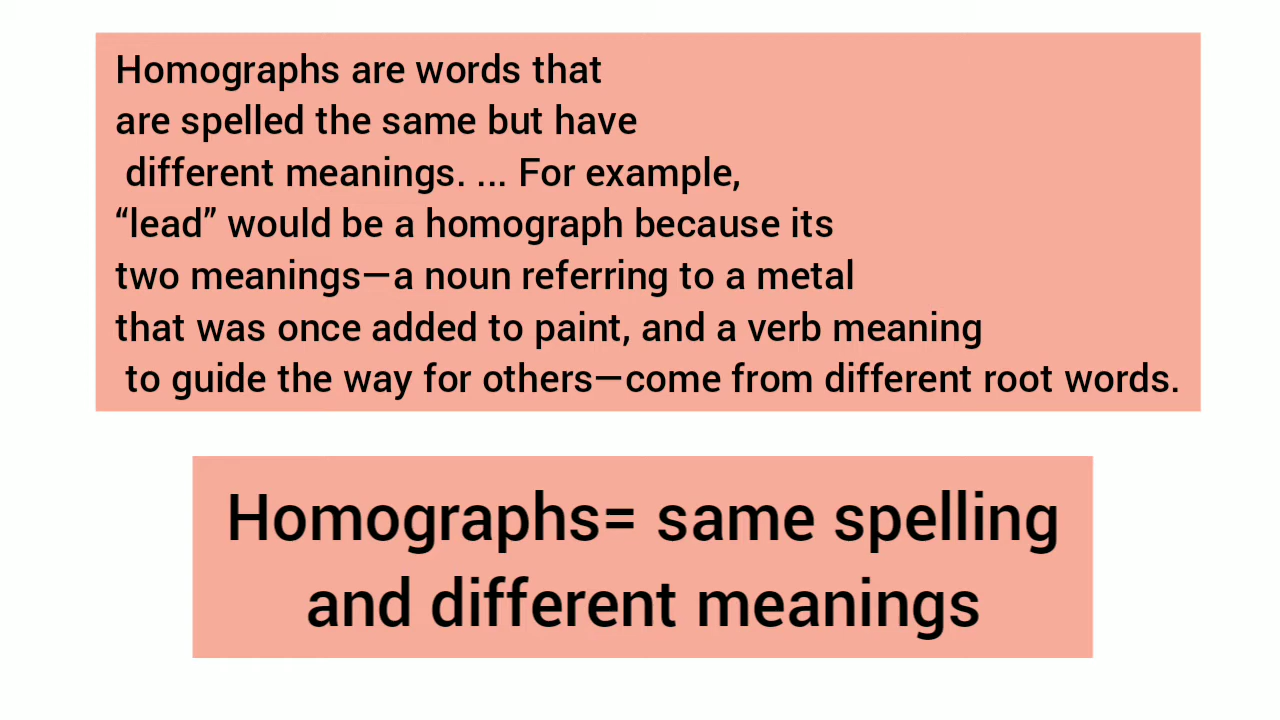 Homographs are words that
are spelled the same but have
different meanings. ... For example,
“lead” would be a homograph because its
two meanings—a noun referring to a metal
that was once added to paint, and a verb meaning
to guide the way for others—come from different root words.
Homographs= same spelling
and different meanings